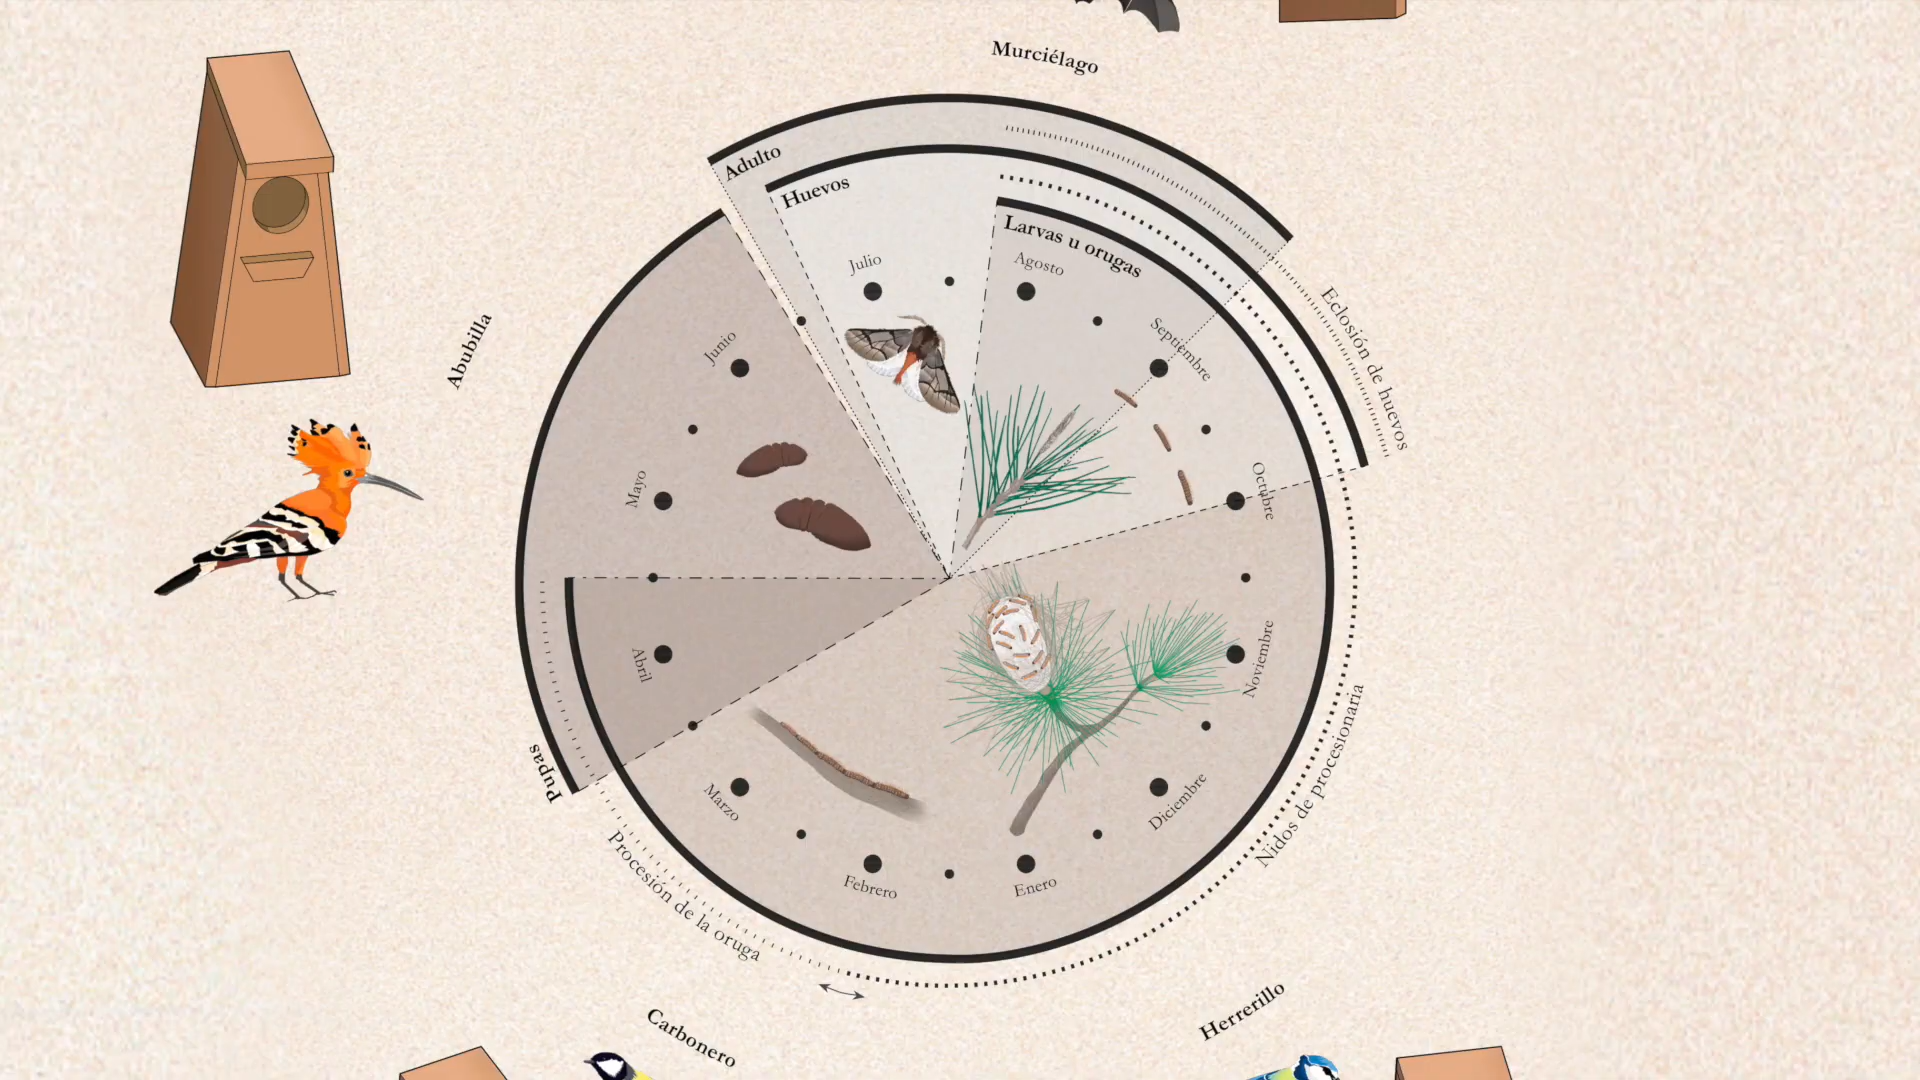 Murciélago
Adulto
Huevos
Larvas u orugas
Julio
Agosto
Septiembre
Octubre
Eclosión de huevos
Abubilla
Junio
Mayo
Abril
Noviembre
Nidos de procesionaria
Pupas
Marzo
Diciembre
Procesión de la oruga
Febrero
Enero
Carbonero
Herrerillo